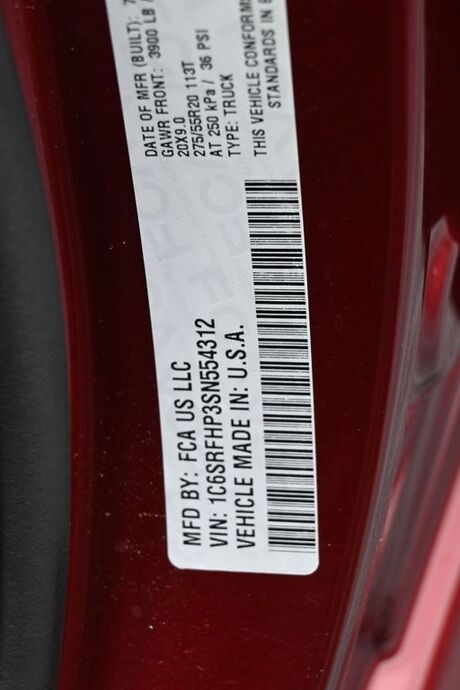 MFD BY: FCA US LLC
VIN: 1C6SRFHP3SN554312
VEHICLE MADE IN: U.S.A.
DATE OF MFR (BUILT): 7
GAWR FRONT: 3900 LB
20X9.0
275/55R20 113T
AT 250 kPa / 36 PSI
TYPE: TRUCK
THIS VEHICLE CONFORMS
STANDARDS IN E